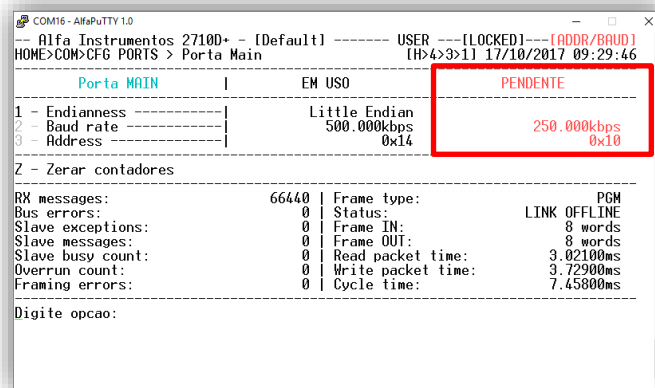 COM16 - AlfaPuTTY 1.0
-- Alfa Instrumentos 2710D+ - [Default] ------- USER ---[LOCKED]---[ADDR/BAUD]
HOME>COM>CFG PORTS > Porta Main [H>4>3>1] 17/10/2017 09:29:46
Porta MAIN | EM USO PENDENTE
1 - Endianness -----------| Little Endian
2 - Baud rate ------------| 500.000kbps 250.000kbps
3 - Address --------------| 0x14 0x10
Z - Zerar contadores
RX messages: 66440 | Frame type: PGM
Bus errors: 0 | Status: LINK OFFLINE
Slave exceptions: 0 | Frame IN: 8 words
Slave messages: 0 | Frame OUT: 8 words
Slave busy count: 0 | Read packet time: 3.02100ms
Overrun count: 0 | Write packet time: 3.72900ms
Framing errors: 0 | Cycle time: 7.45800ms
Digite opcao: